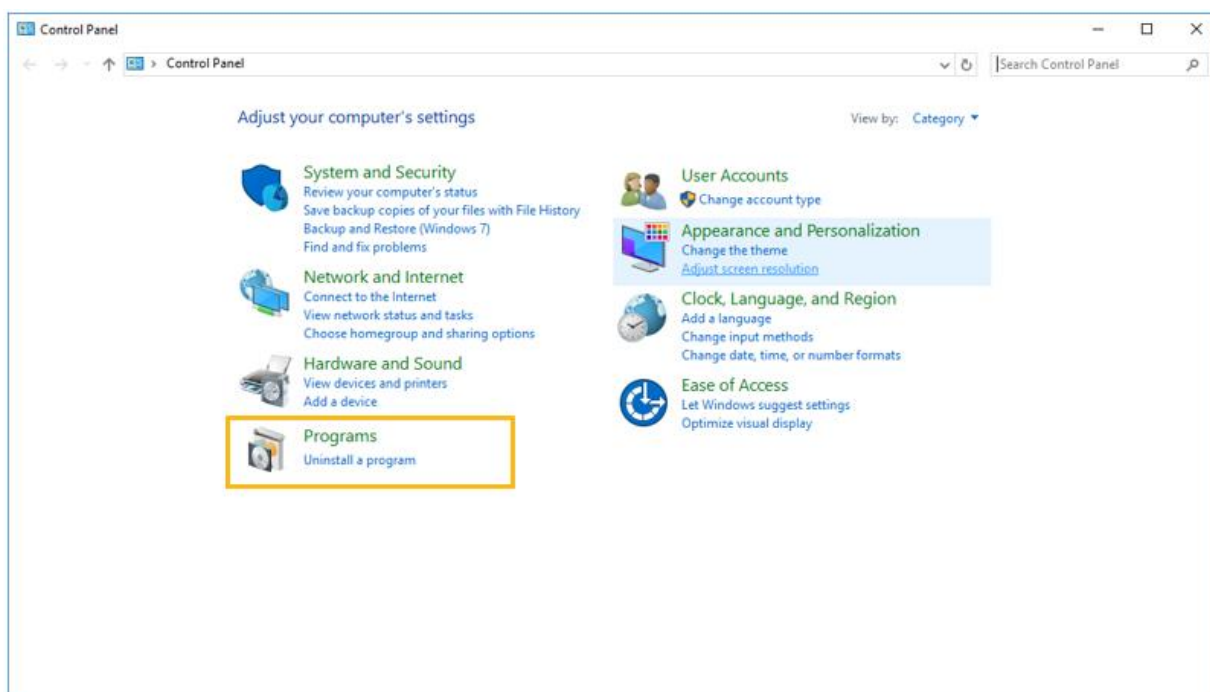 Control Panel
Control Panel
Search Control Panel
Adjust your computer's settings
View by: Category
System and Security
Review your computer's status
Save backup copies of your files with File History
Backup and Restore (Windows 7)
Find and fix problems
Network and Internet
Connect to the Internet
View network status and tasks
Choose homegroup and sharing options
Hardware and Sound
View devices and printers
Add a device
Programs
Uninstall a program
User Accounts
Change account type
Appearance and Personalization
Change the theme
Adjust screen resolution
Clock, Language, and Region
Add a language
Change input methods
Change date, time, or number formats
Ease of Access
Let Windows suggest settings
Optimize visual display